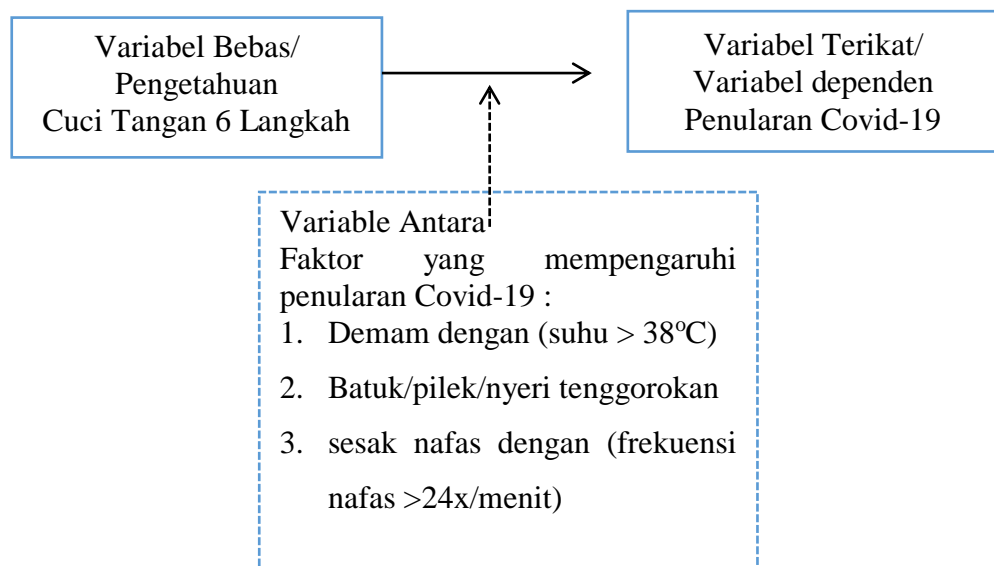 Variabel Bebas/
Pengetahuan
Cuci Tangan 6 Langkah
Variabel Terikat/
Variabel dependen
Penularan Covid-19
Variable Antara
Faktor yang mempengaruhi
penularan Covid-19 :
1. Demam dengan (suhu > 38°C)
2. Batuk/pilek/nyeri tenggorokan
3. sesak nafas dengan (frekuensi
nafas >24x/menit)